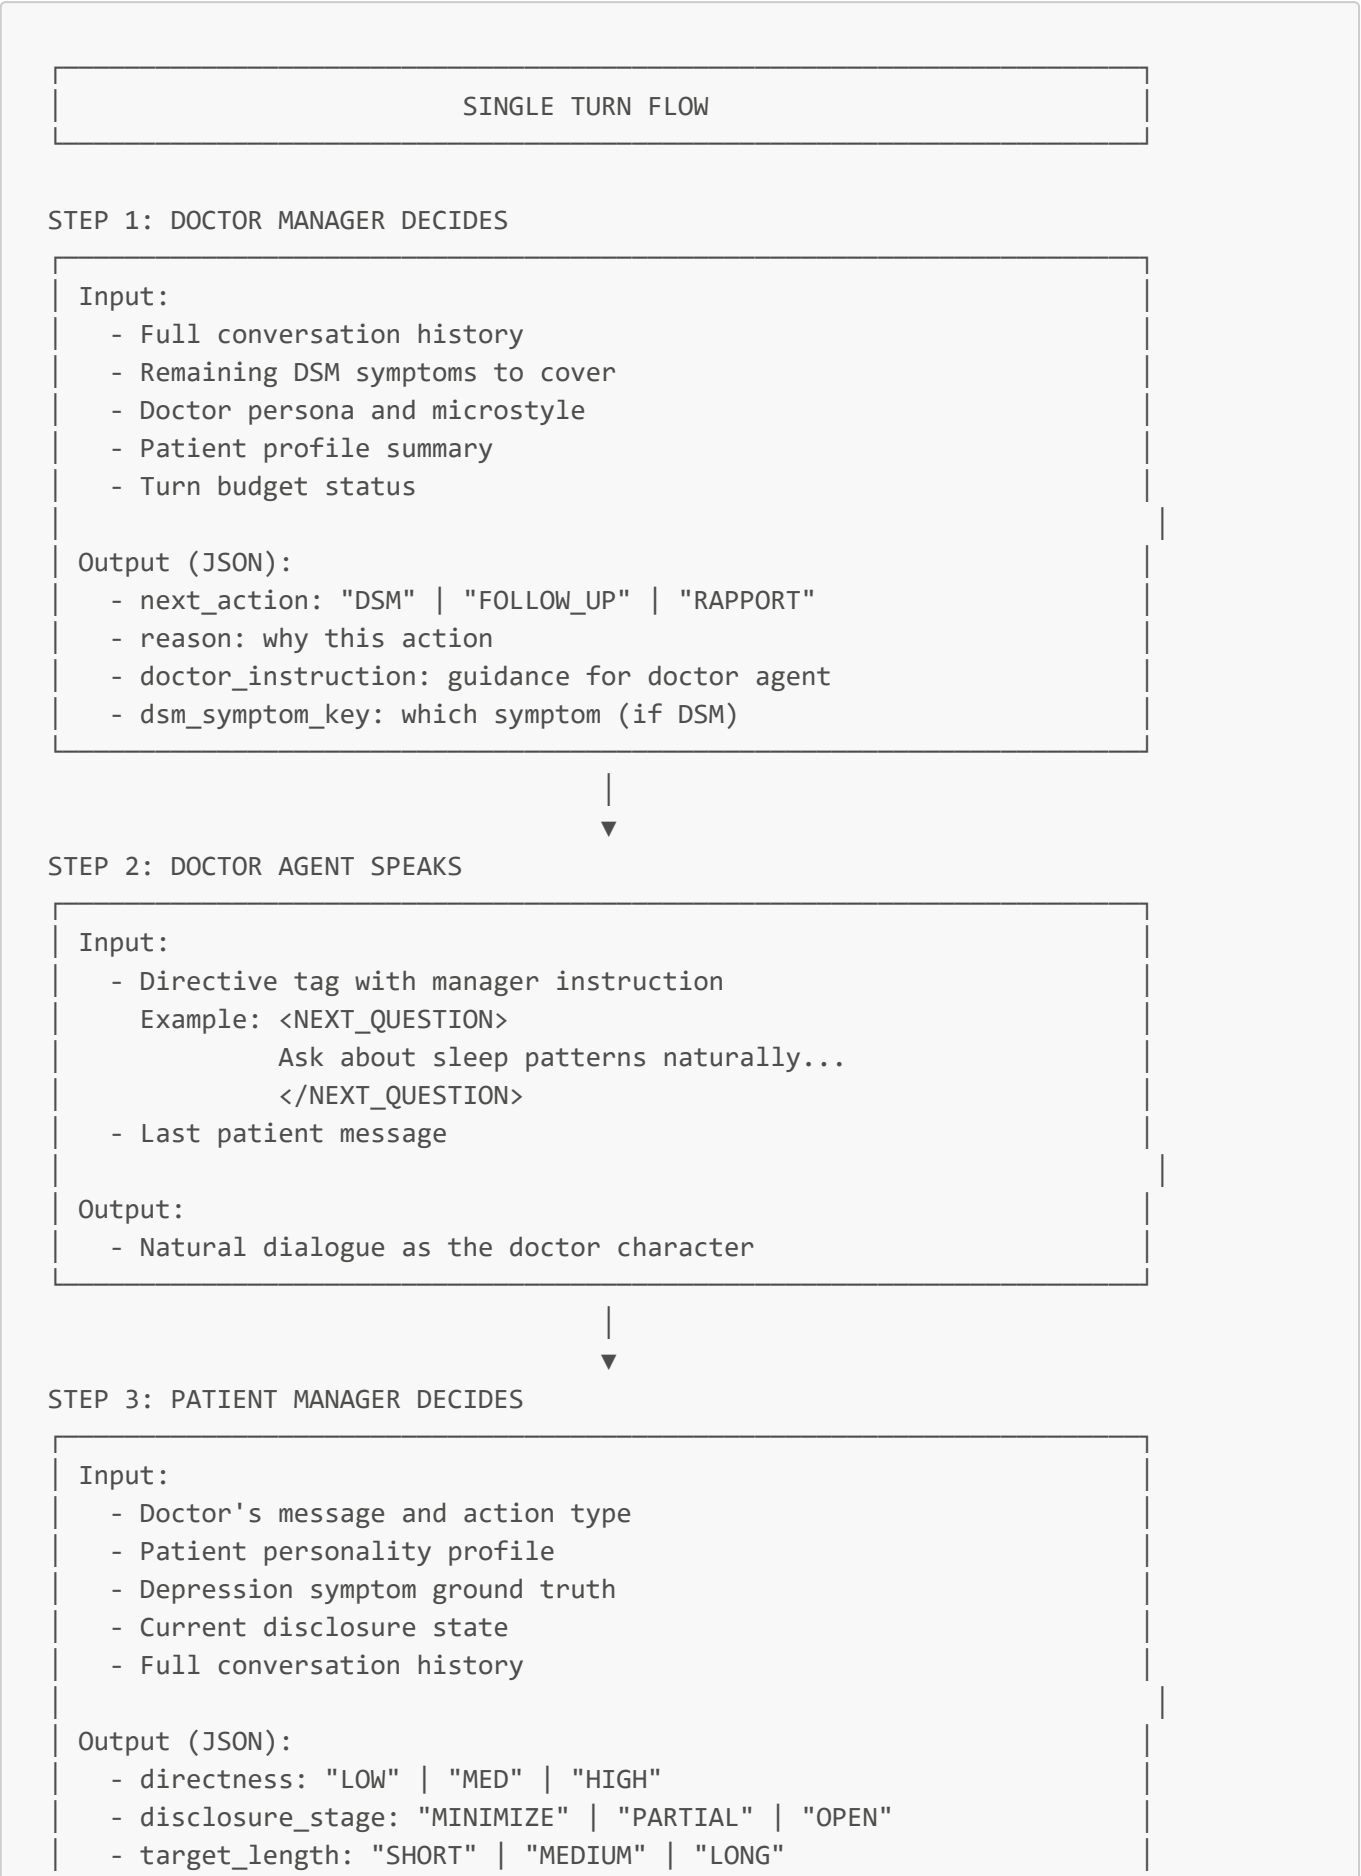 SINGLE TURN FLOW
STEP 1: DOCTOR MANAGER DECIDES
Input:
- Full conversation history
- Remaining DSM symptoms to cover
- Doctor persona and microstyle
- Patient profile summary
- Turn budget status
Output (JSON):
- next_action: "DSM" | "FOLLOW_UP" | "RAPPORT"
- reason: why this action
- doctor_instruction: guidance for doctor agent
- dsm_symptom_key: which symptom (if DSM)
▼
STEP 2: DOCTOR AGENT SPEAKS
Input:
- Directive tag with manager instruction
Example: <NEXT_QUESTION>
Ask about sleep patterns naturally...
</NEXT_QUESTION>
- Last patient message
Output:
- Natural dialogue as the doctor character
▼
STEP 3: PATIENT MANAGER DECIDES
Input:
- Doctor's message and action type
- Patient personality profile
- Depression symptom ground truth
- Current disclosure state
- Full conversation history
Output (JSON):
- directness: "LOW" | "MED" | "HIGH"
- disclosure_stage: "MINIMIZE" | "PARTIAL" | "OPEN"
- target_length: "SHORT" | "MEDIUM" | "LONG"